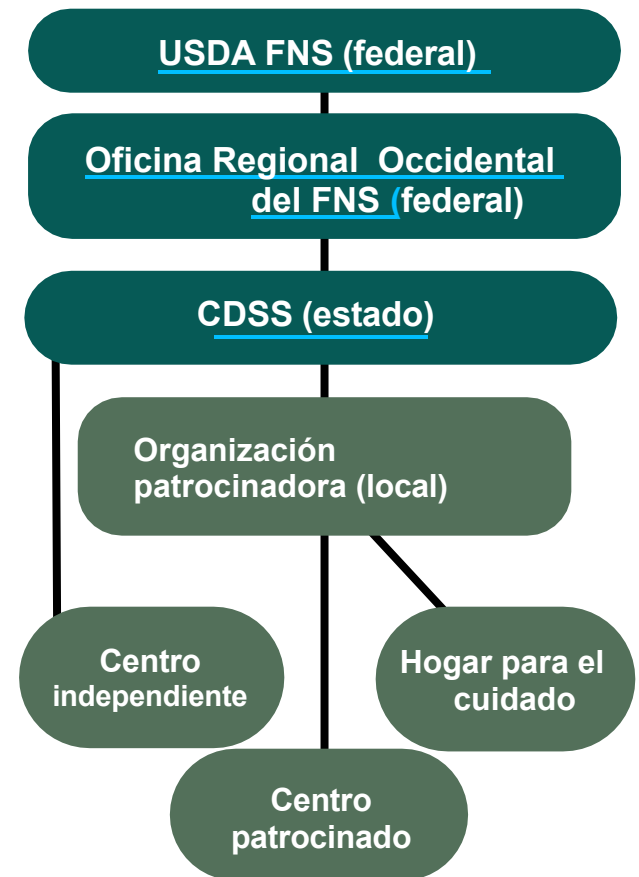 USDA FNS (federal)
Oficina Regional Occidental
del FNS (federal)
CDSS (estado)
Organización
patrocinadora (local)
Centro
independiente
Hogar para el
cuidado
Centro
patrocinado